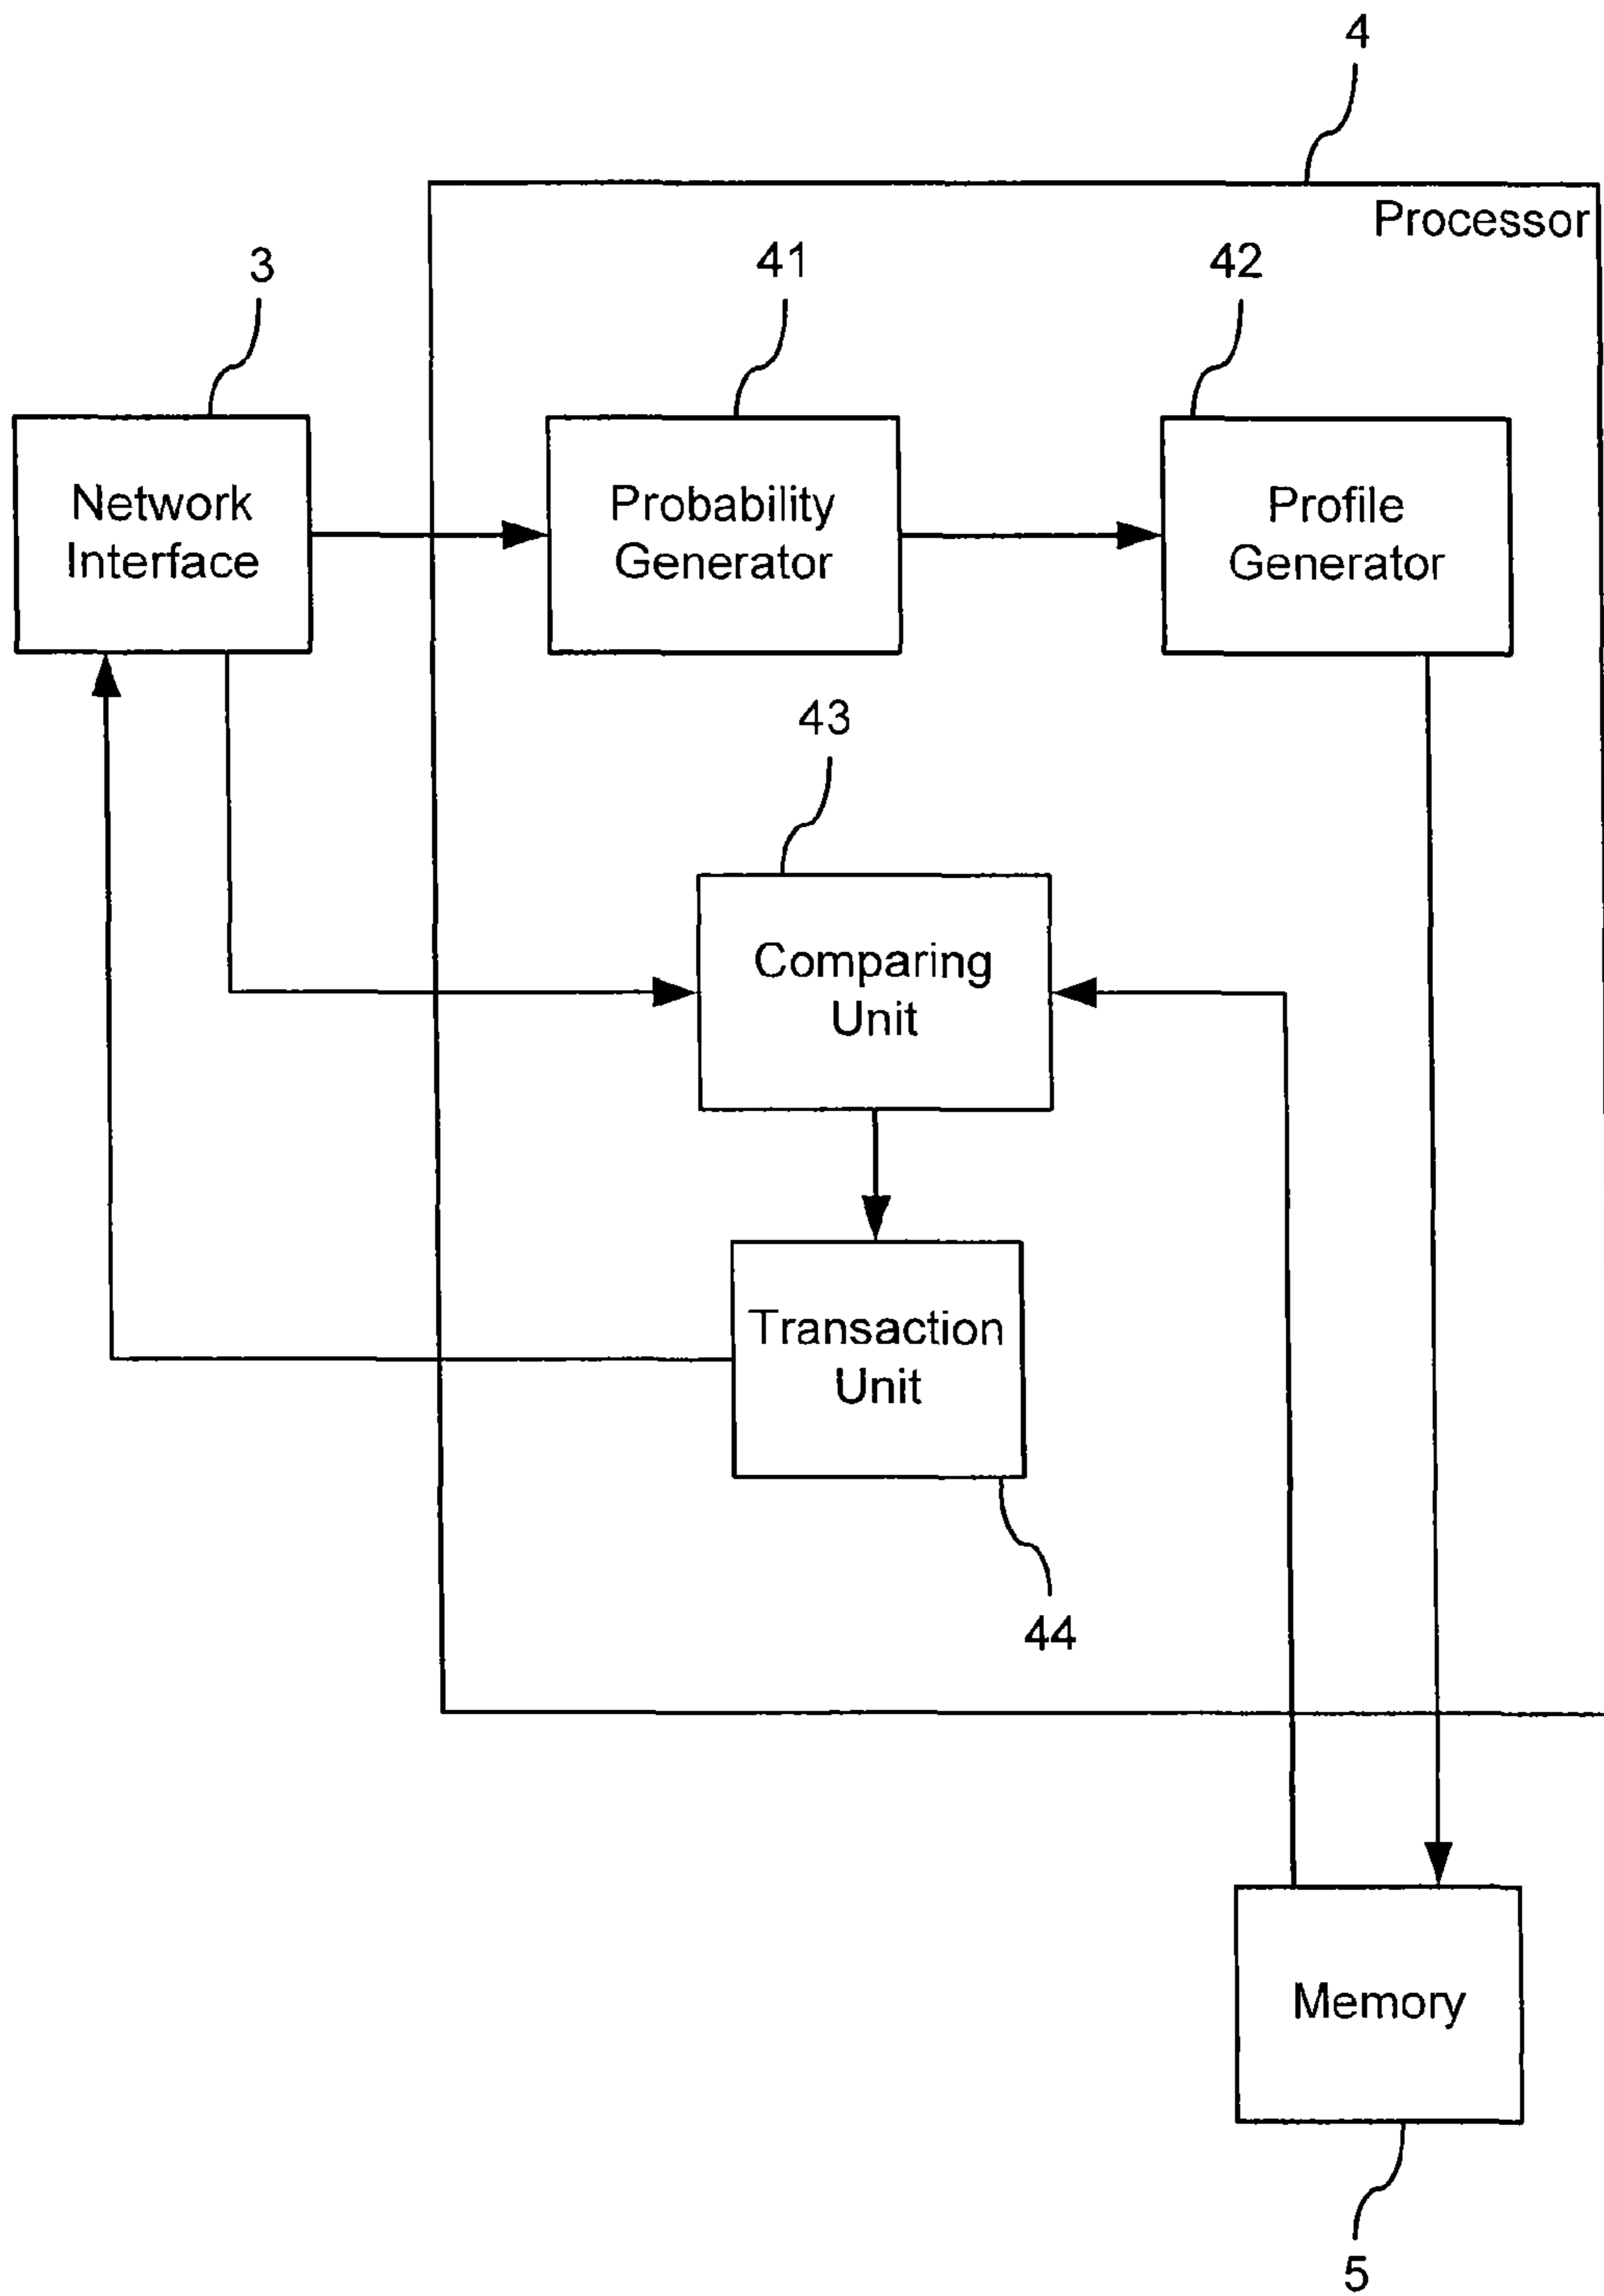 4
Processor
3
41
42
Network
Interface
Probability
Generator
Profile
Generator
43
Comparing
Unit
Transaction
Unit
44
Memory
5